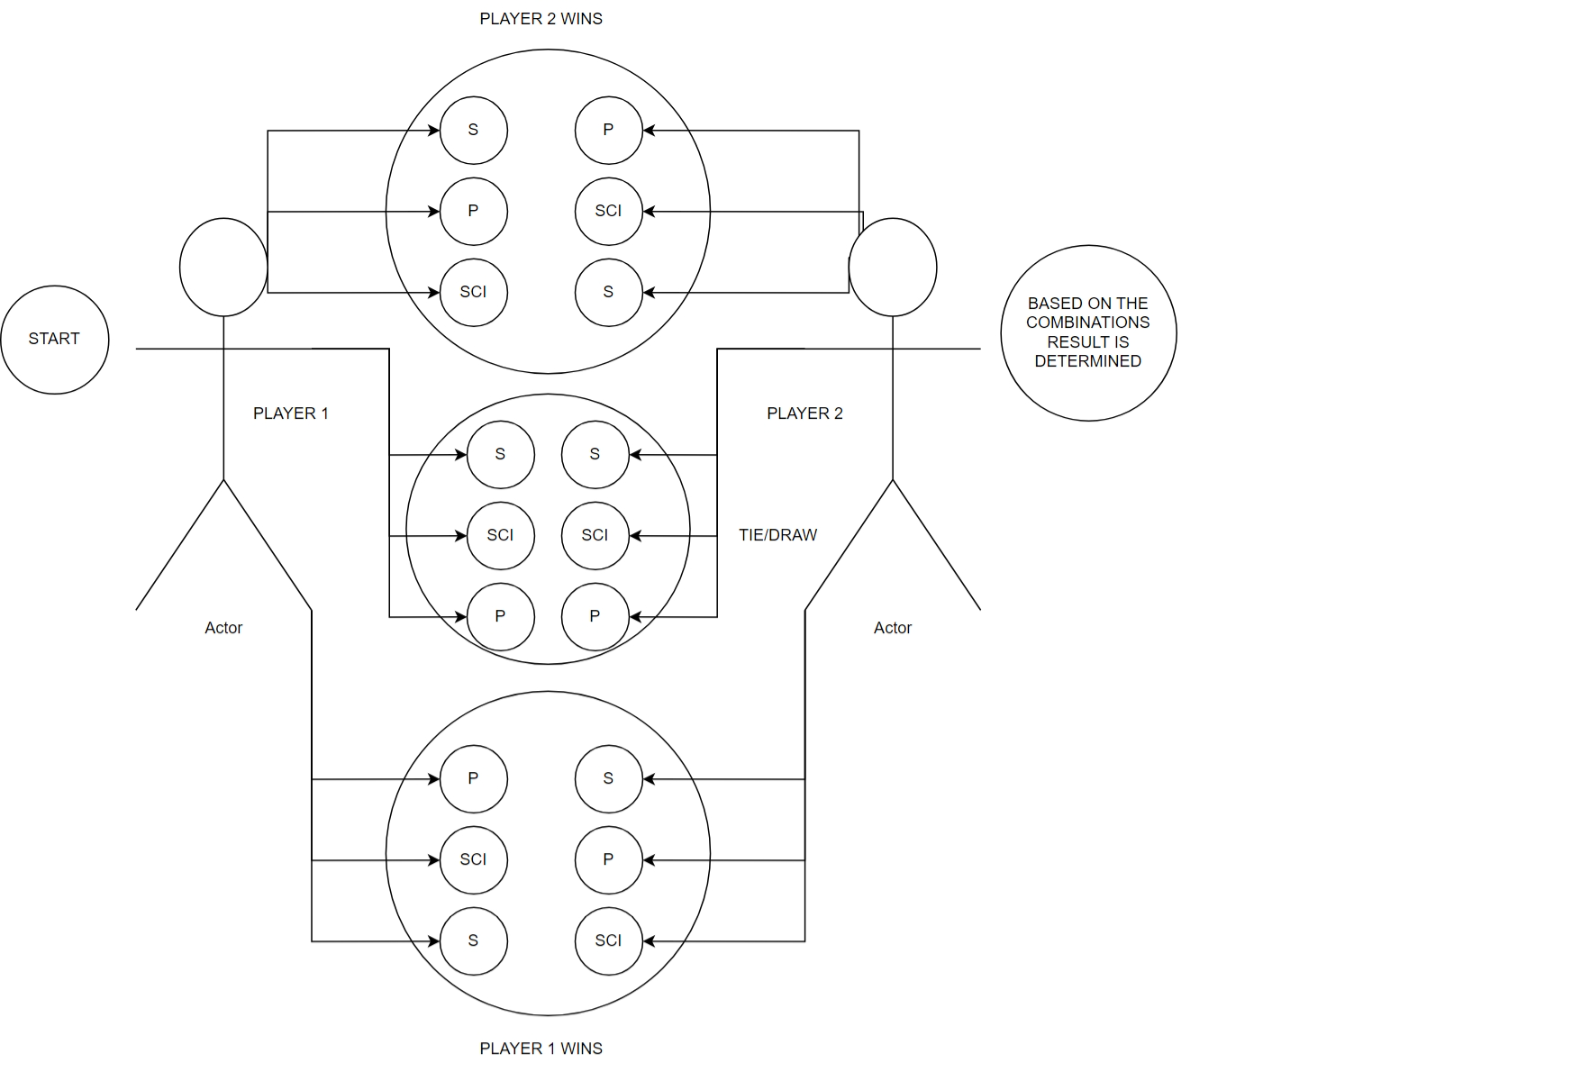 PLAYER 2 WINS
S P
P SCI
SCI S
START
BASED ON THE
COMBINATIONS
RESULT IS
DETERMINED
PLAYER 1
PLAYER 2
S S
SCI SCI
TIE/DRAW
P P
Actor
Actor
P S
SCI P
S SCI
PLAYER 1 WINS